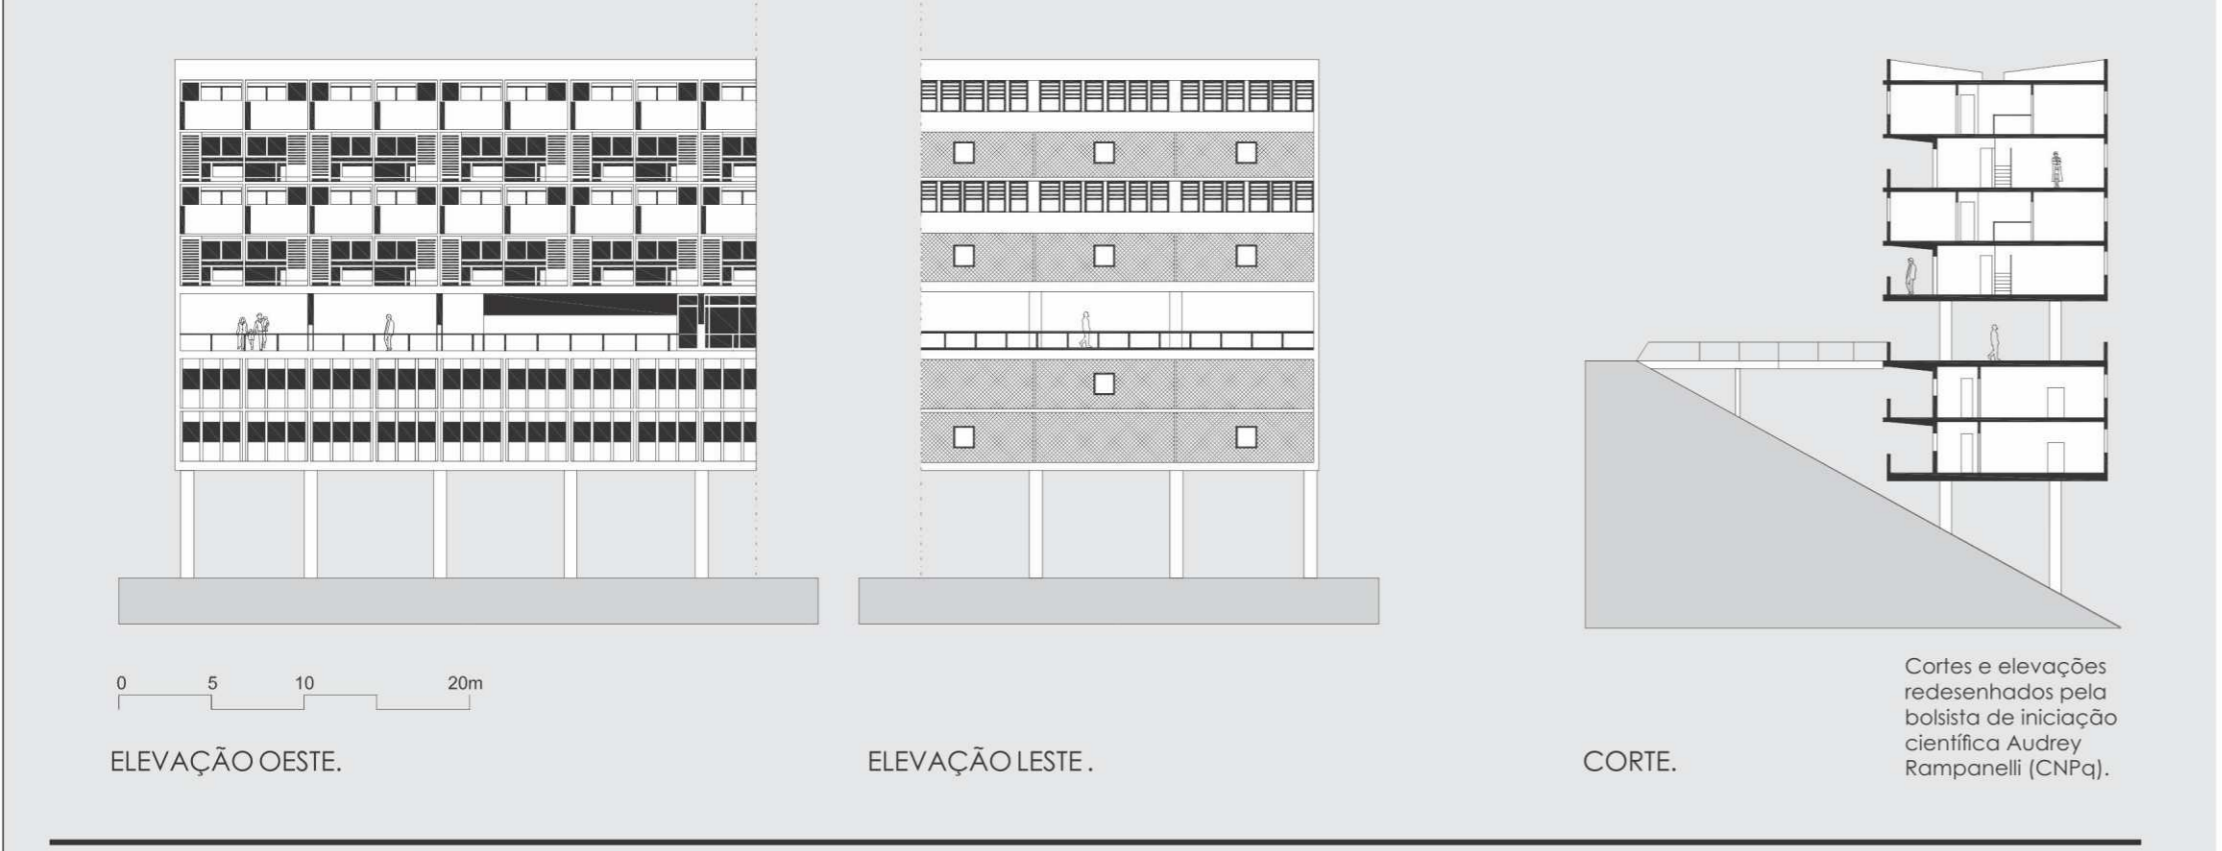 0 5 10 20m
ELEVAÇÃO OESTE.
ELEVAÇÃO LESTE .
CORTE.
Cortes e elevações
redesenhados pela
bolsista de iniciação
científica Audrey
Rampanelli (CNPq).